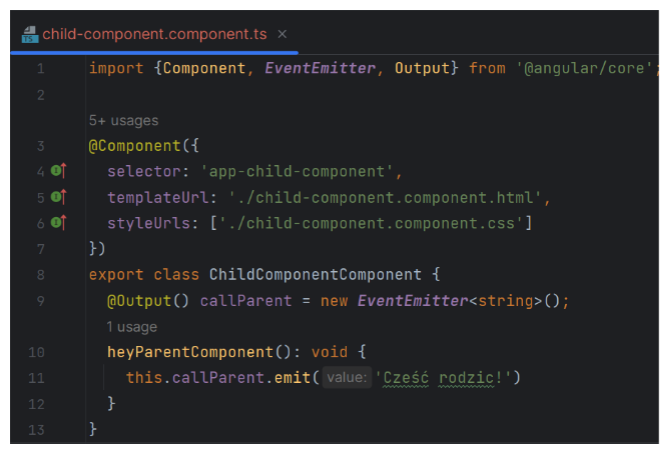 TS child-component.component.ts ×
1 import {Component, EventEmitter, Output} from '@angular/core';
2
5+ usages
3 @Component({
4 selector: 'app-child-component',
5 templateUrl: './child-component.component.html',
6 styleUrls: ['./child-component.component.css']
7 })
8 export class ChildComponentComponent {
9 @Output() callParent = new EventEmitter<string>();
1 usage
10 heyParentComponent(): void {
11 this.callParent.emit( value: 'Cześć rodzic!')
12 }
13 }